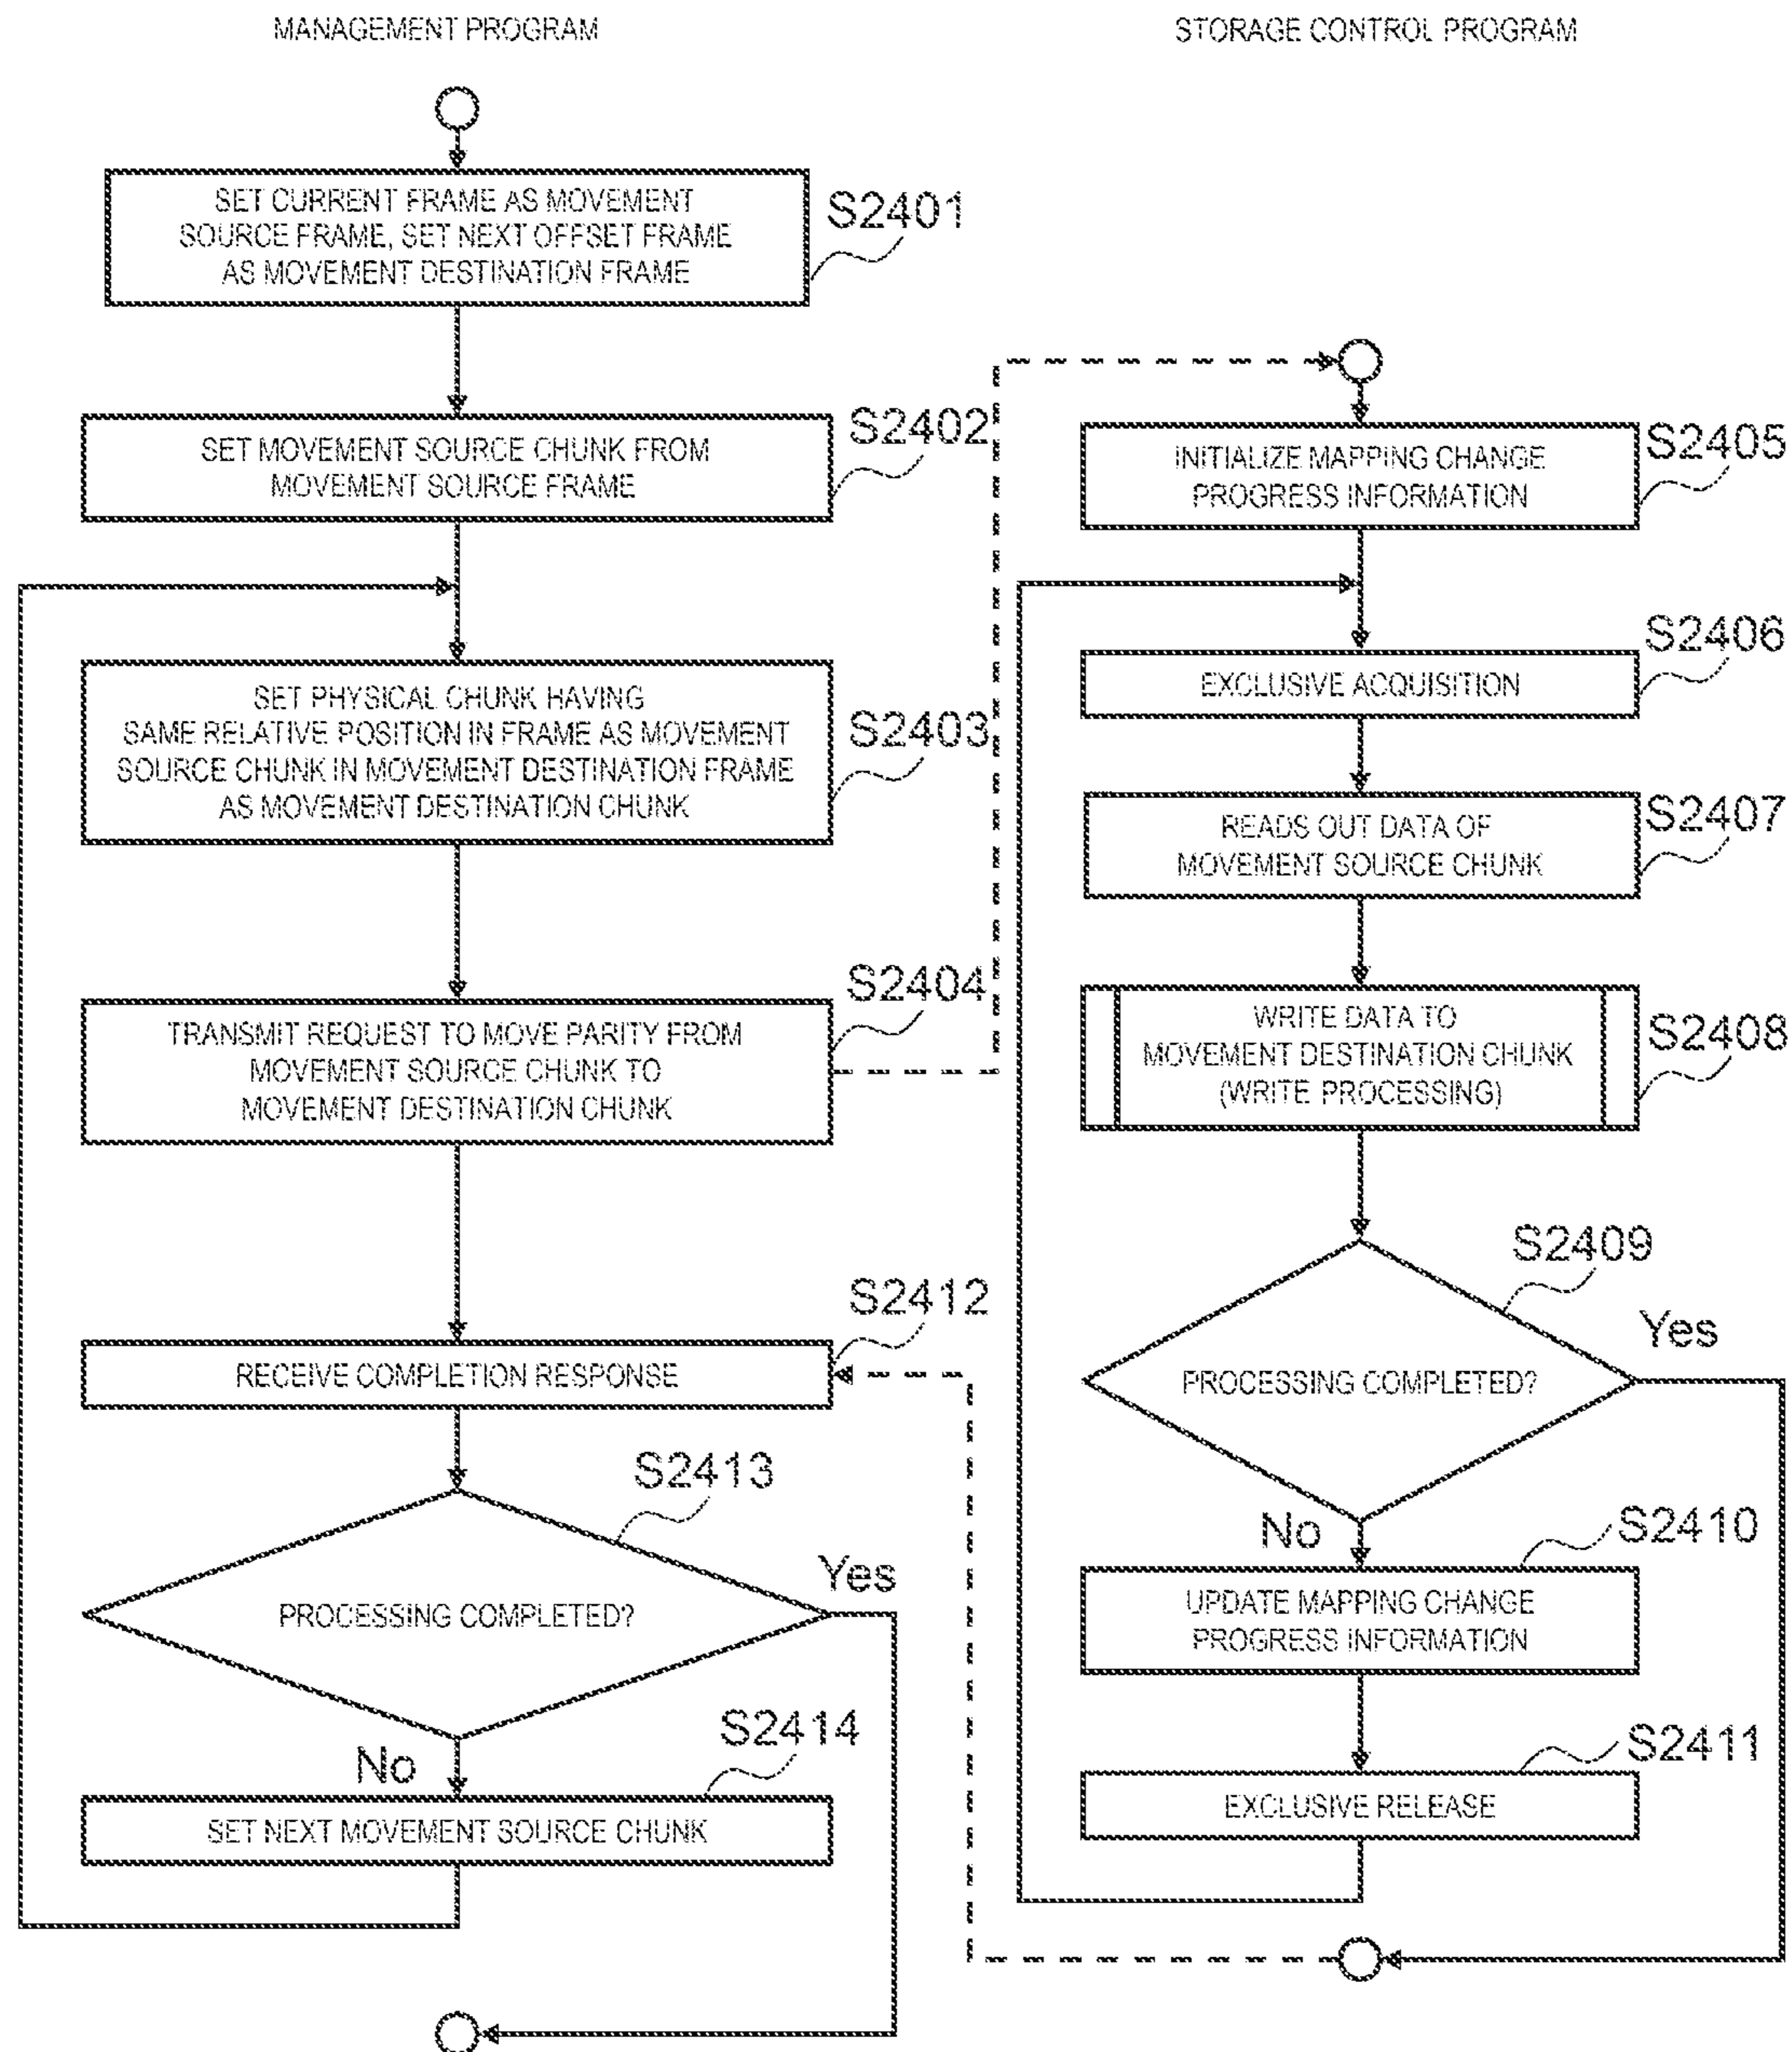 MANAGEMENT PROGRAM
SET CURRENT FRAME AS MOVEMENT
SOURCE FRAME, SET NEXT OFFSET FRAME
AS MOVEMENT DESTINATION FRAME
S2401
SET MOVEMENT SOURCE CHUNK FROM
MOVEMENT SOURCE FRAME
S2402
SET PHYSICAL CHUNK HAVING
SAME RELATIVE POSITION IN FRAME AS MOVEMENT
SOURCE CHUNK IN MOVEMENT DESTINATION FRAME
AS MOVEMENT DESTINATION CHUNK
S2403
TRANSMIT REQUEST TO MOVE PARITY FROM
MOVEMENT SOURCE CHUNK TO
MOVEMENT DESTINATION CHUNK
S2404
RECEIVE COMPLETION RESPONSE
S2412
PROCESSING COMPLETED?
S2413
Yes
No
SET NEXT MOVEMENT SOURCE CHUNK
S2414
STORAGE CONTROL PROGRAM
INITIALIZE MAPPING CHANGE
PROGRESS INFORMATION
S2405
EXCLUSIVE ACQUISITION
S2406
READS OUT DATA OF
MOVEMENT SOURCE CHUNK
S2407
WRITE DATA TO
MOVEMENT DESTINATION CHUNK
(WRITE PROCESSING)
S2408
PROCESSING COMPLETED?
S2409
Yes
No
UPDATE MAPPING CHANGE
PROGRESS INFORMATION
S2410
EXCLUSIVE RELEASE
S2411